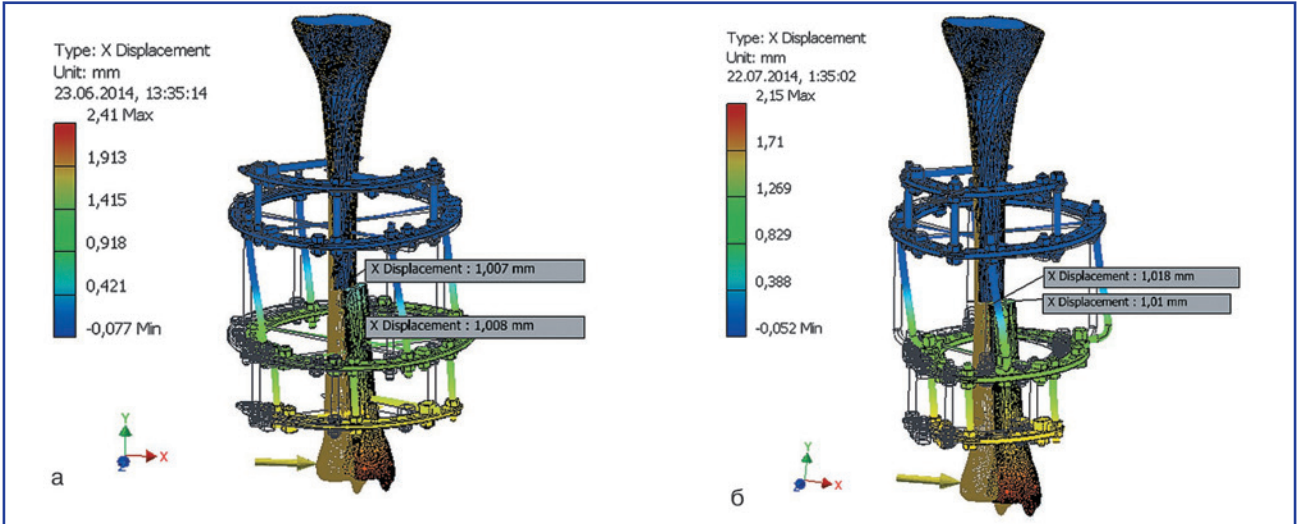 Type: X Displacement
Unit: mm
23.06.2014, 13:35:14
2,41 Max
1,913
1,415
0,918
0,421
-0,077 Min
X Displacement : 1,007 mm
X Displacement : 1,008 mm
Y
X
Z
а
Type: X Displacement
Unit: mm
22.07.2014, 1:35:02
2,15 Max
1,71
1,269
0,829
0,388
-0,052 Min
X Displacement : 1,018 mm
X Displacement : 1,01 mm
Y
X
Z
б